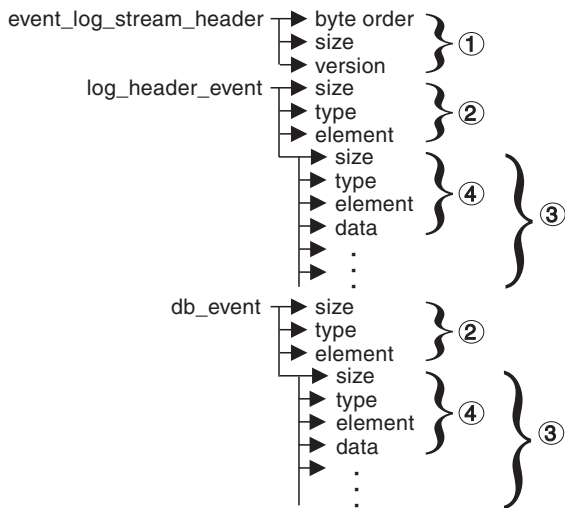 event_log_stream_header byte order
size ①
version
log_header_event size
type ②
element
size
type
element ④
data ③
.
.
.
db_event size
type ②
element
size
type
element ④
data ③
.
.
.